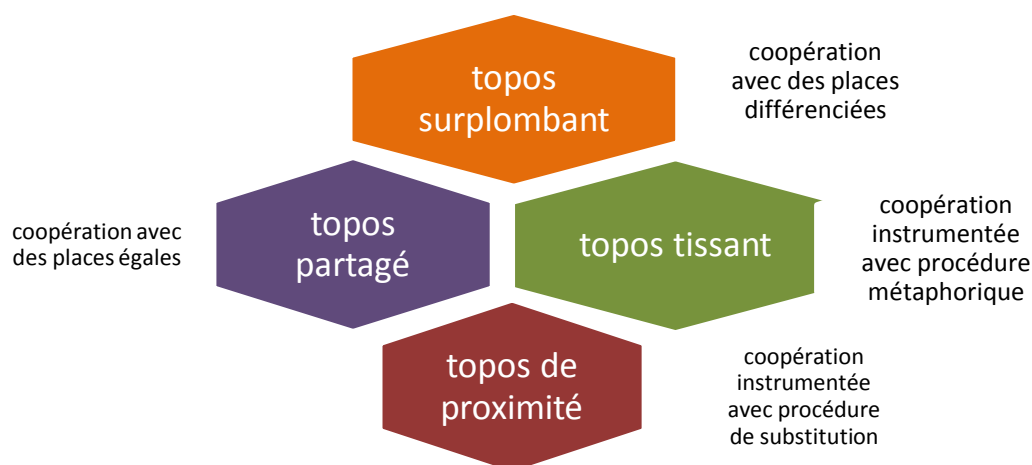 topos
surplombant
coopération
avec des places
différenciées
coopération avec
des places égales
topos
partagé
topos tissant
coopération
instrumentée
avec procédure
métaphorique
topos de
proximité
coopération
instrumentée
avec procédure
de substitution